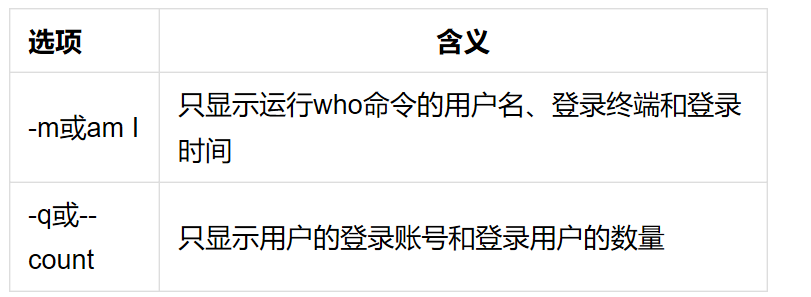 选项 含义
-m或am I
只显示运行who命令的用户名、登录终端和登录
时间
-q或--
count
只显示用户的登录账号和登录用户的数量